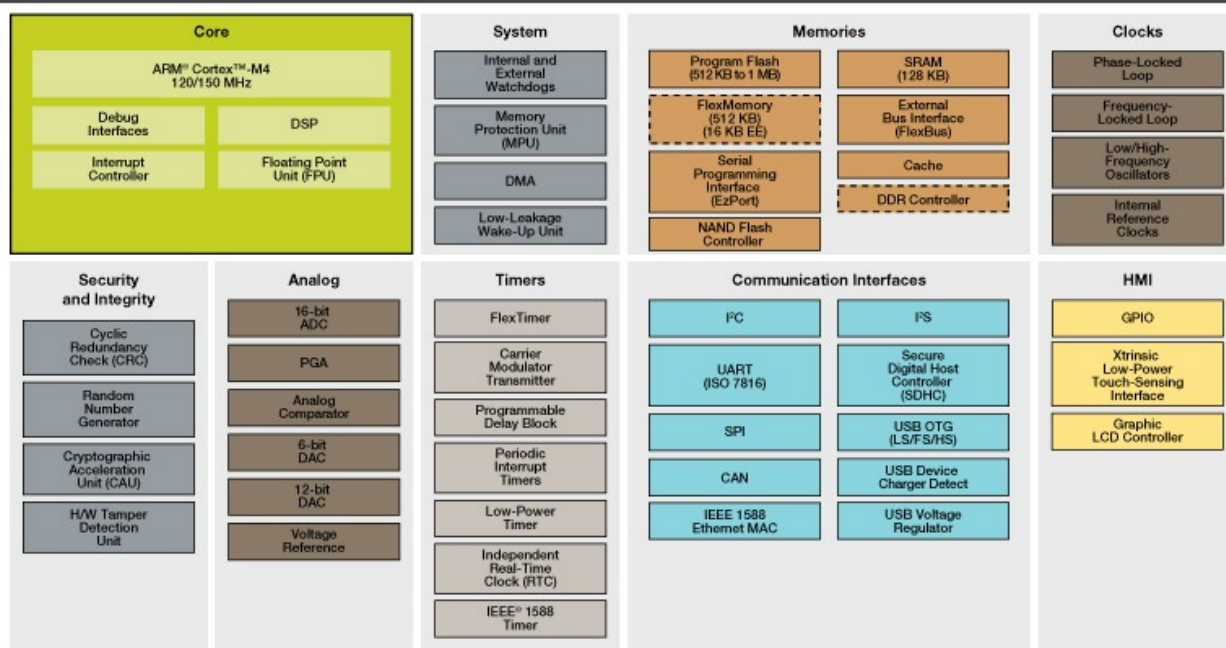 Core
ARM® Cortex™-M4
120/150 MHz
Debug
Interfaces
DSP
Interrupt
Controller
Floating Point
Unit (FPU)
System
Internal and
External
Watchdogs
Memory
Protection Unit
(MPU)
DMA
Low-Leakage
Wake-Up Unit
Memories
Program Flash
(512 KB to 1 MB)
SRAM
(128 KB)
FlexMemory
(512 KB)
(16 KB EE)
External
Bus Interface
(FlexBus)
Serial
Programming
Interface
(EzPort)
Cache
DDR Controller
NAND Flash
Controller
Clocks
Phase-Locked
Loop
Frequency-
Locked Loop
Low/High-
Frequency
Oscillators
Internal
Reference
Clocks
Security
and Integrity
Cyclic
Redundancy
Check (CRC)
Random
Number
Generator
Cryptographic
Acceleration
Unit (CAU)
H/W Tamper
Detection
Unit
Analog
16-bit
ADC
PGA
Analog
Comparator
6-bit
DAC
12-bit
DAC
Voltage
Reference
Timers
FlexTimer
Carrier
Modulator
Transmitter
Programmable
Delay Block
Periodic
Interrupt
Timers
Low-Power
Timer
Independent
Real-Time
Clock (RTC)
IEEE® 1588
Timer
Communication Interfaces
I²C
I²S
UART
(ISO 7816)
Secure
Digital Host
Controller
(SDHC)
SPI
USB OTG
(LS/FS/HS)
CAN
USB Device
Charger Detect
IEEE 1588
Ethernet MAC
USB Voltage
Regulator
HMI
GPIO
Xtrinsic
Low-Power
Touch-Sensing
Interface
Graphic
LCD Controller